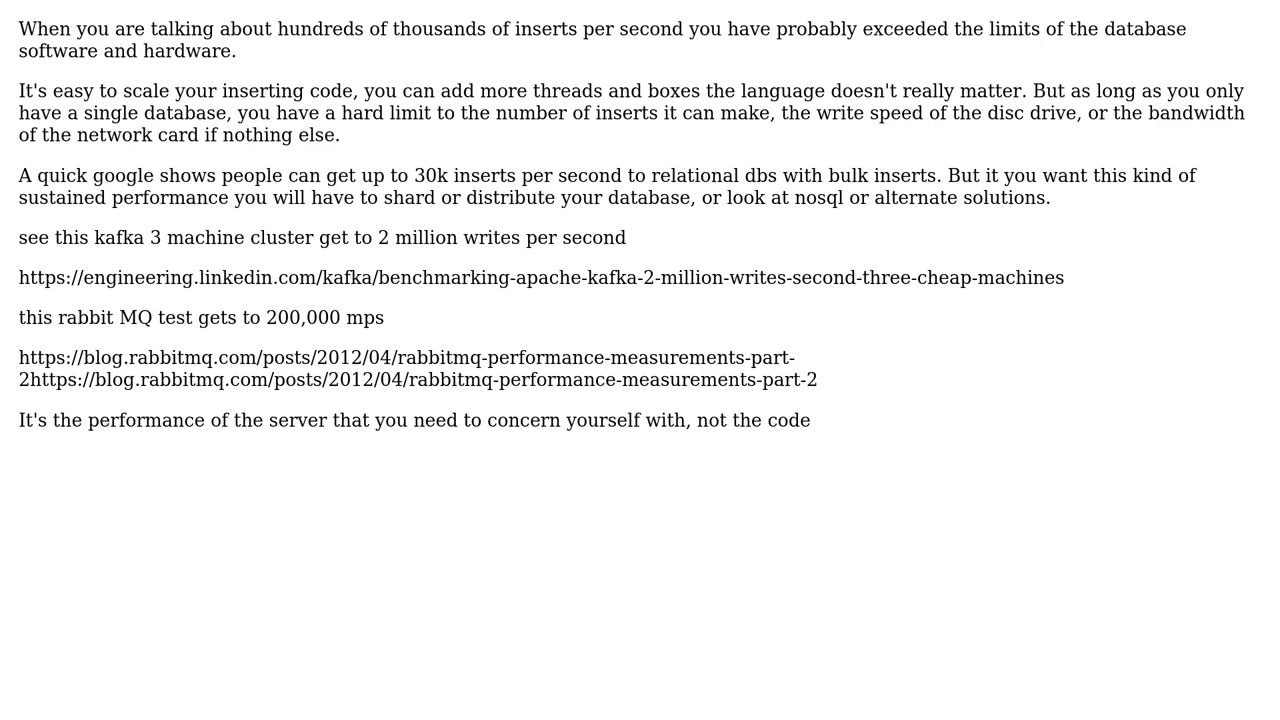 When you are talking about hundreds of thousands of inserts per second you have probably exceeded the limits of the database
software and hardware.
It's easy to scale your inserting code, you can add more threads and boxes the language doesn't really matter. But as long as you only
have a single database, you have a hard limit to the number of inserts it can make, the write speed of the disc drive, or the bandwidth
of the network card if nothing else.
A quick google shows people can get up to 30k inserts per second to relational dbs with bulk inserts. But it you want this kind of
sustained performance you will have to shard or distribute your database, or look at nosql or alternate solutions.
see this kafka 3 machine cluster get to 2 million writes per second
https://engineering.linkedin.com/kafka/benchmarking-apache-kafka-2-million-writes-second-three-cheap-machines
this rabbit MQ test gets to 200,000 mps
https://blog.rabbitmq.com/posts/2012/04/rabbitmq-performance-measurements-part-
2https://blog.rabbitmq.com/posts/2012/04/rabbitmq-performance-measurements-part-2
It's the performance of the server that you need to concern yourself with, not the code